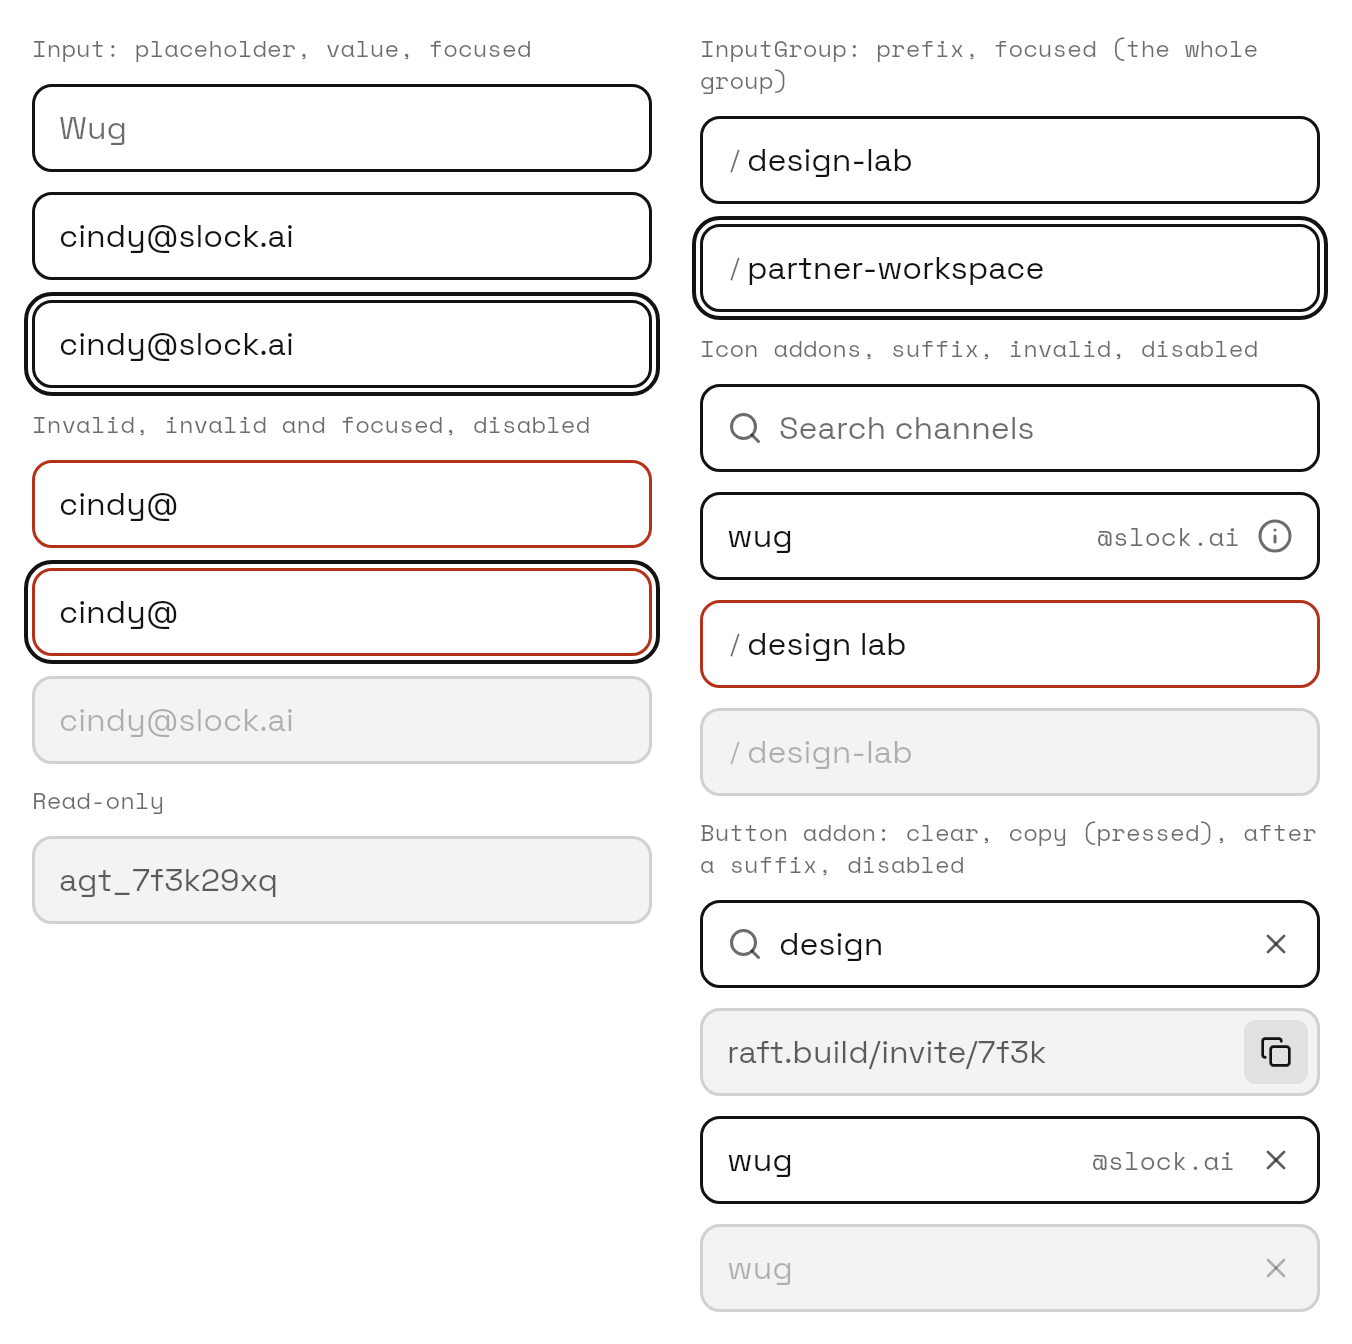 Input: placeholder, value, focused
Wug
cindy@slock.ai
cindy@slock.ai
Invalid, invalid and focused, disabled
cindy@
cindy@
cindy@slock.ai
Read-only
agt_7f3k29xq
InputGroup: prefix, focused (the whole
group)
/ design-lab
/ partner-workspace
Icon addons, suffix, invalid, disabled
Search channels
wug @slock.ai
/ design lab
/ design-lab
Button addon: clear, copy (pressed), after
a suffix, disabled
design
raft.build/invite/7f3k
wug @slock.ai
wug